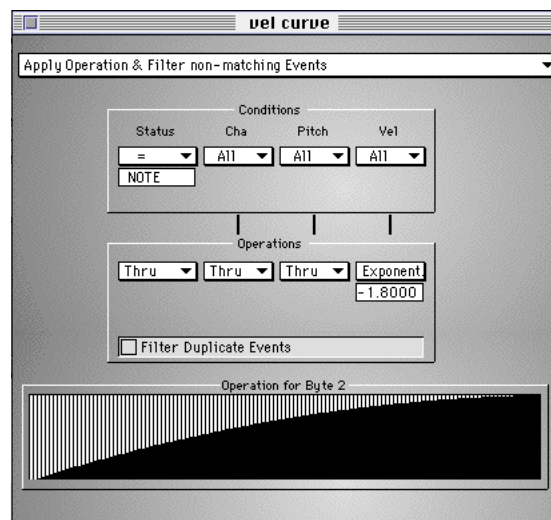 vel curve
Apply Operation & Filter non-matching Events
Conditions
Status Cha Pitch Vel
= All All All
NOTE
Operations
Thru Thru Thru Exponent.
-1.8000
Filter Duplicate Events
Operation for Byte 2